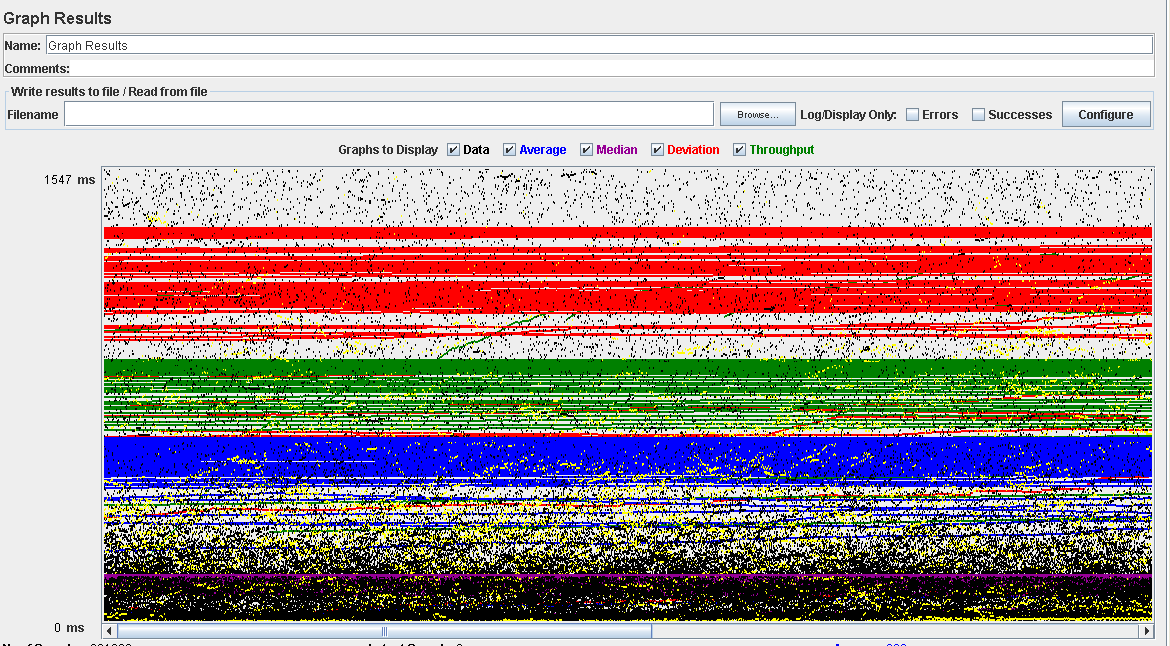 Graph Results
Name: Graph Results
Comments:
Write results to file / Read from file
Filename Browse... Log/Display Only: Errors Successes Configure
Graphs to Display Data Average Median Deviation Throughput
1547 ms
0 ms